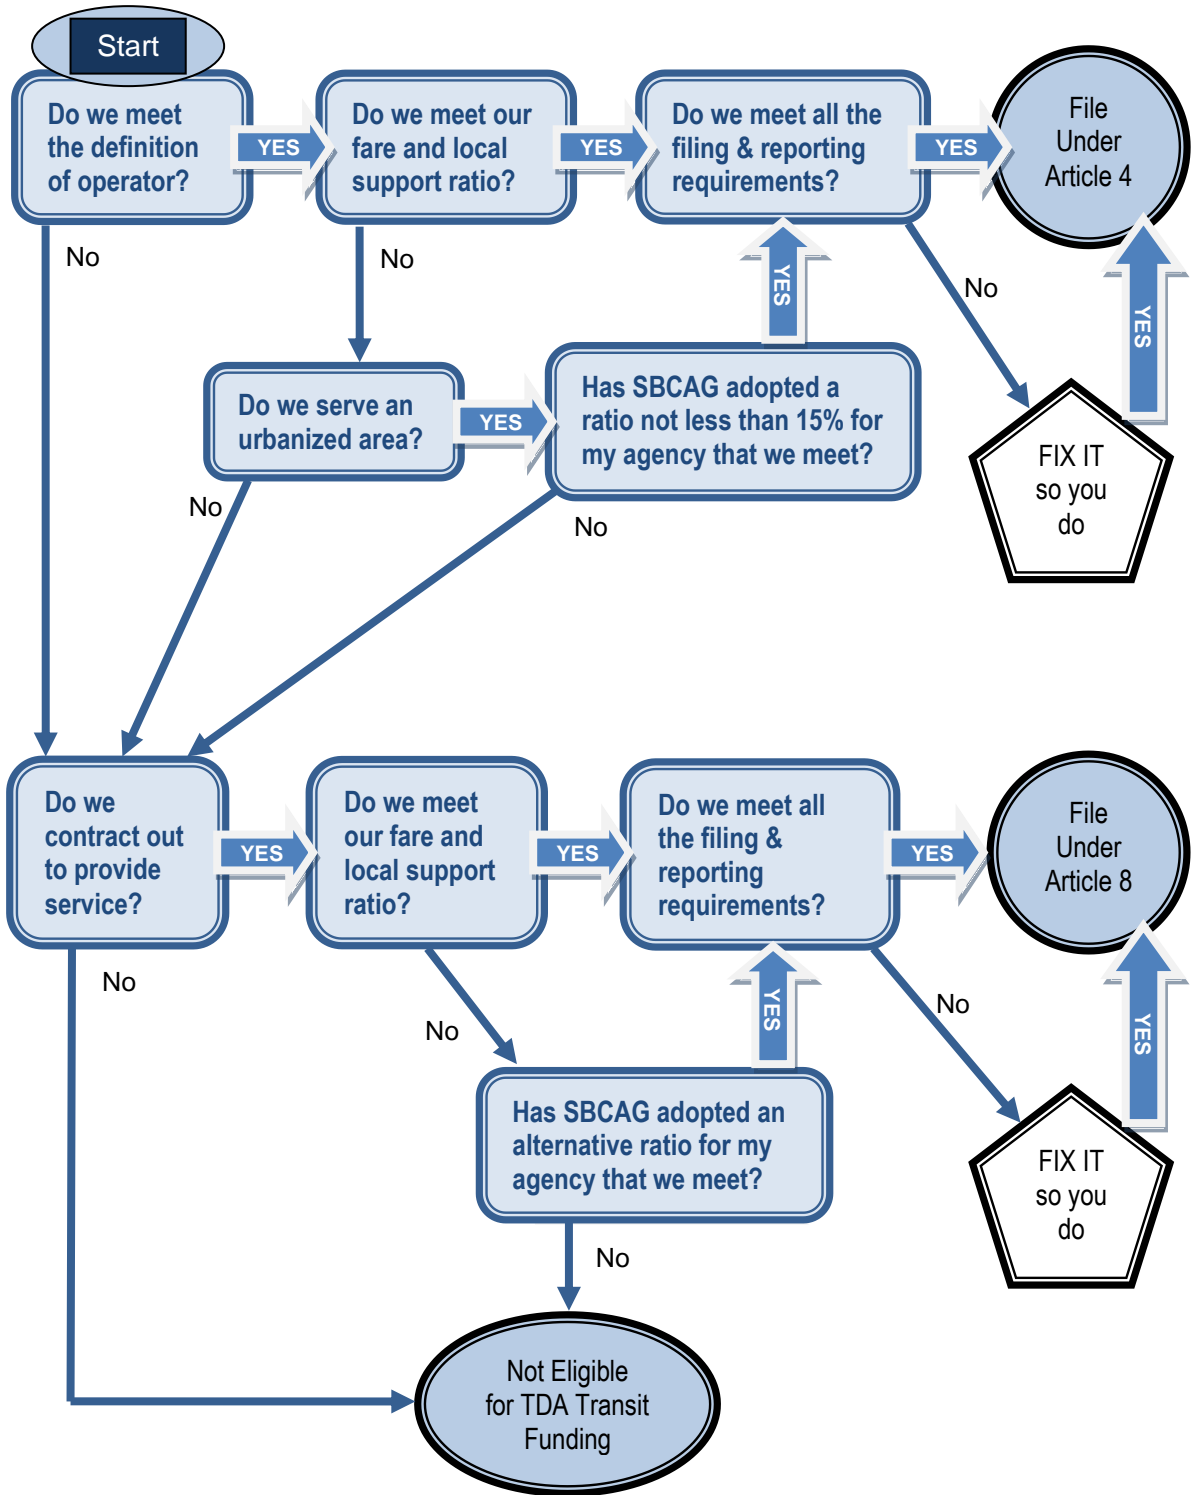 Start
Do we meet
the definition
of operator?
YES
Do we meet our
fare and local
support ratio?
YES
Do we meet all the
filing & reporting
requirements?
YES
File
Under
Article 4
No
No
YES
No
YES
Do we serve an
urbanized area?
YES
Has SBCAG adopted a
ratio not less than 15% for
my agency that we meet?
FIX IT
so you
do
No
No
Do we
contract out
to provide
service?
YES
Do we meet
our fare and
local support
ratio?
YES
Do we meet all
the filing &
reporting
requirements?
YES
File
Under
Article 8
No
No
YES
No
YES
Has SBCAG adopted an
alternative ratio for my
agency that we meet?
FIX IT
so you
do
No
Not Eligible
for TDA Transit
Funding